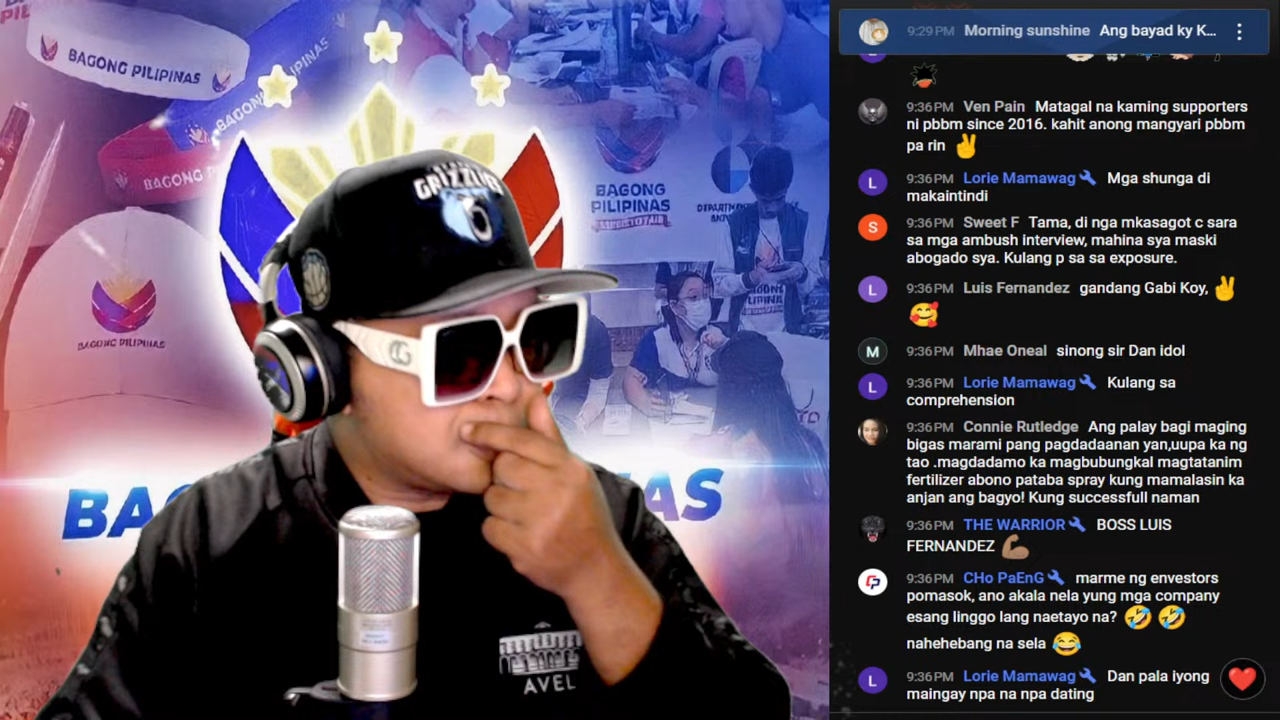 BAGONG PILIPINAS
BAGONG
BAGONG
BAGONG PILIPINAS
BAGONG
PILIPINAS
GRIZZLIES
AVEL
9:29 PM Morning sunshine Ang bayad ky K...
9:36 PM Ven Pain Matagal na kaming supporters
ni pbbm since 2016. kahit anong mangyari pbbm
pa rin ✌️
9:36 PM Lorie Mamawag Mga shunga di
makaintindi
9:36 PM Sweet F Tama, di nga mkasagot c sara
sa mga ambush interview, mahina sya maski
abogado sya. Kulang p sa sa exposure.
9:36 PM Luis Fernandez gandang Gabi Koy, ✌️
🥰
9:36 PM Mhae Oneal sinong sir Dan idol
9:36 PM Lorie Mamawag Kulang sa
comprehension
9:36 PM Connie Rutledge Ang palay bagi maging
bigas marami pang pagdadaanan yan,uupa ka ng
tao .magdadamo ka magbubungkal magtatanim
fertilizer abono pataba spray kung mamalasin ka
anjan ang bagyo! Kung successfull naman
9:36 PM THE WARRIOR BOSS LUIS
FERNANDEZ 💪🏽
9:36 PM CHo PaEnG marme ng envestors
pomasok, ano akala nela yung mga company
esang linggo lang naetayo na? 🤣 🤣
nahehebang na sela 😂
9:36 PM Lorie Mamawag Dan pala iyong
maingay npa na npa dating